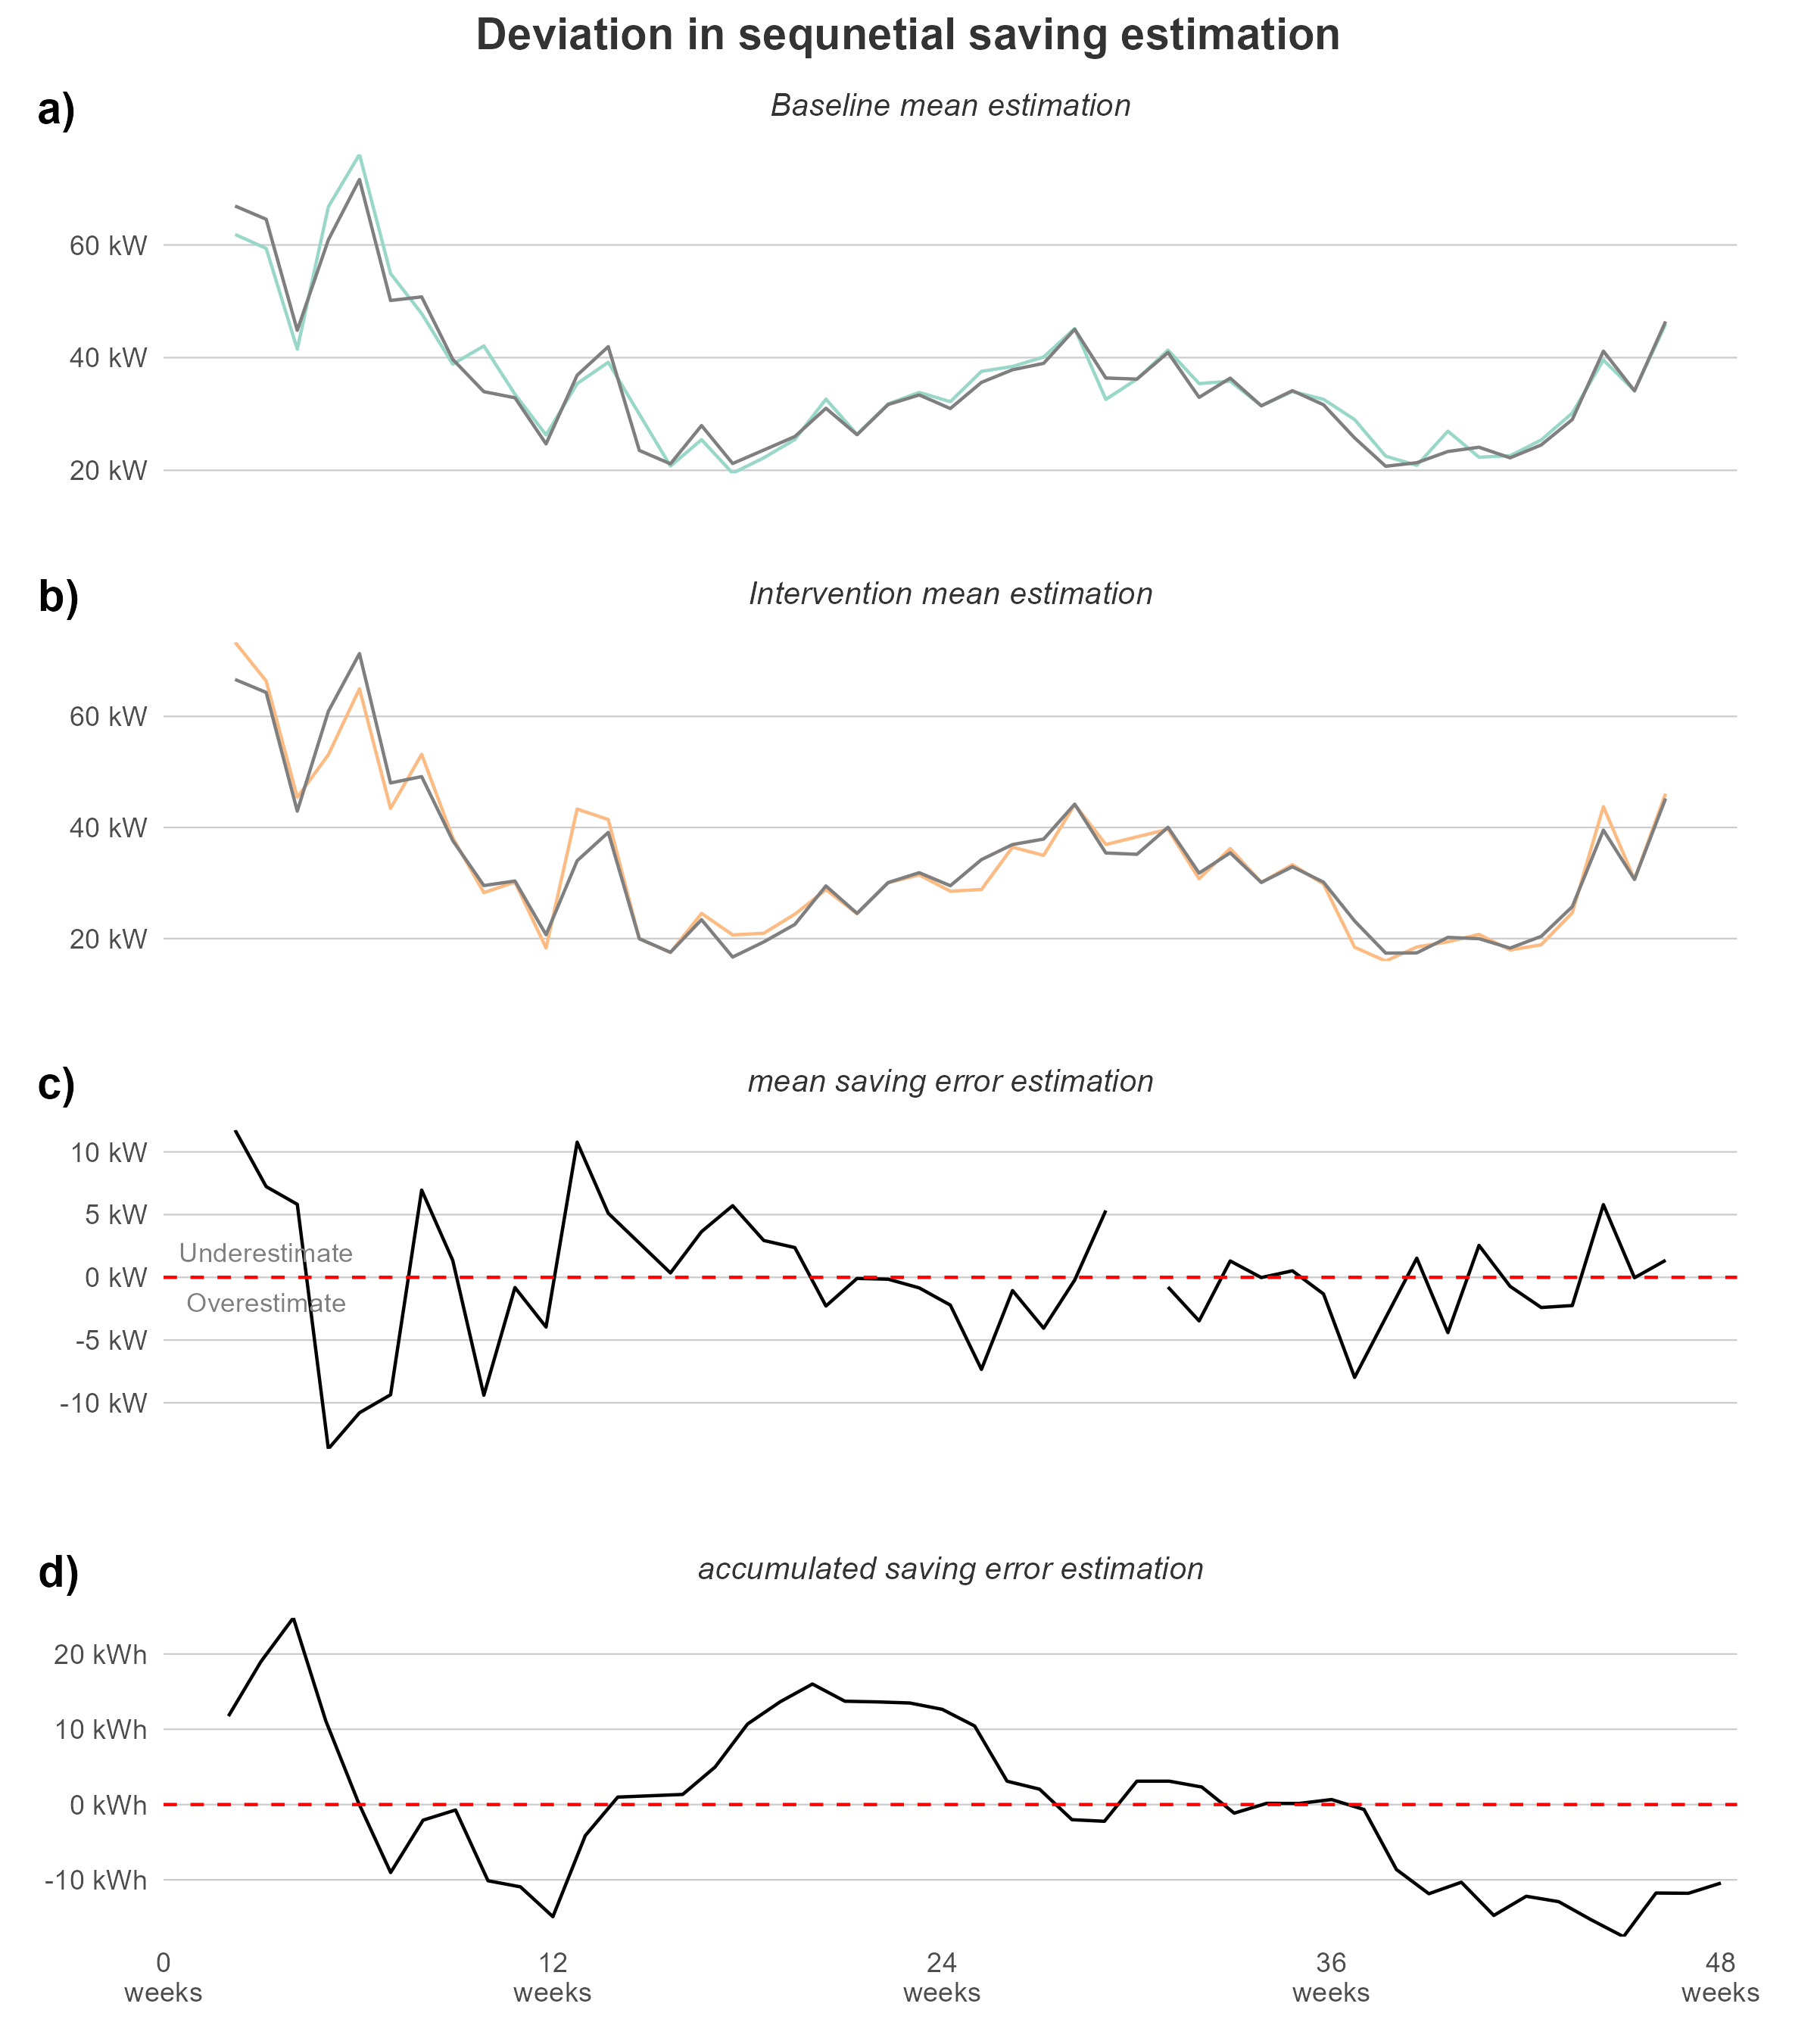 Deviation in sequnetial saving estimation
a)
Baseline mean estimation
60 kW
40 kW
20 kW
b)
Intervention mean estimation
60 kW
40 kW
20 kW
c)
mean saving error estimation
10 kW
5 kW
Underestimate
0 kW
Overestimate
-5 kW
-10 kW
d)
accumulated saving error estimation
20 kWh
10 kWh
0 kWh
-10 kWh
0 12 24 36 48
weeks weeks weeks weeks weeks